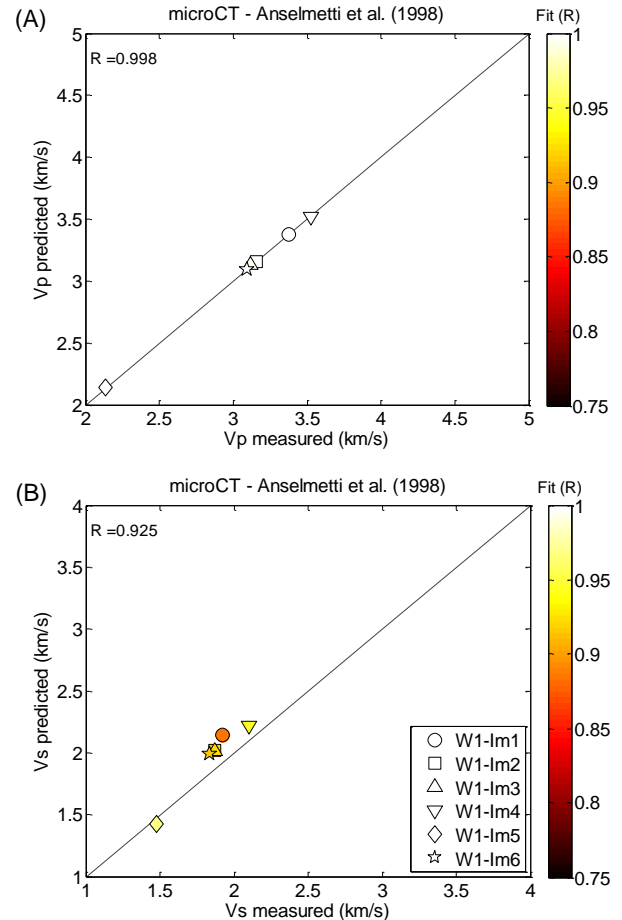 (A)
microCT - Anselmetti et al. (1998)
Fit (R)
R =0.998
5
4.5
4
3.5
3
2.5
2
Vp predicted (km/s)
2
2.5
3
3.5
4
4.5
5
Vp measured (km/s)
1
0.95
0.9
0.85
0.8
0.75
(B)
microCT - Anselmetti et al. (1998)
Fit (R)
R =0.925
4
3.5
3
2.5
2
1.5
1
Vs predicted (km/s)
1
1.5
2
2.5
3
3.5
4
Vs measured (km/s)
W1-Im1
W1-Im2
W1-Im3
W1-Im4
W1-Im5
W1-Im6
1
0.95
0.9
0.85
0.8
0.75